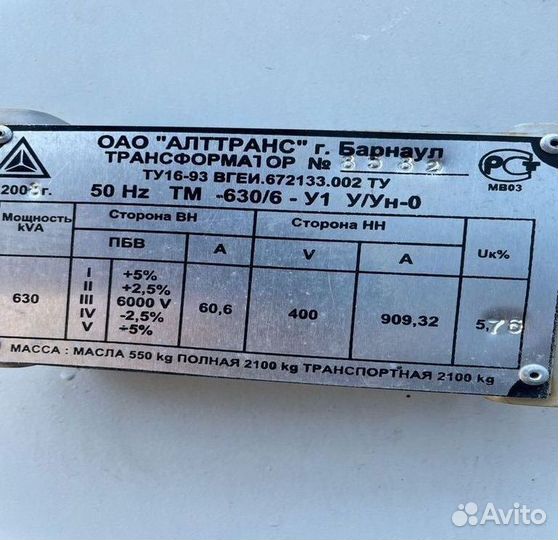 ОАО "АЛТТРАНС" г. Барнаул
ТРАНСФОРМАТОР № 8582
ТУ16-93 ВГЕИ.672133.002 ТУ
РСТ
МВ03
2008г. 50 Hz ТМ -630/6 - У1 У/Ун-0
Мощность kVA Сторона ВН Сторона НН Uк%
ПБВ А V А
630 60,6 400 909,32 5,76
I +5%
II +2,5%
III 6000 V
IV -2,5%
V ÷5%
МАССА : МАСЛА 550 kg ПОЛНАЯ 2100 kg ТРАНСПОРТНАЯ 2100 kg
Avito